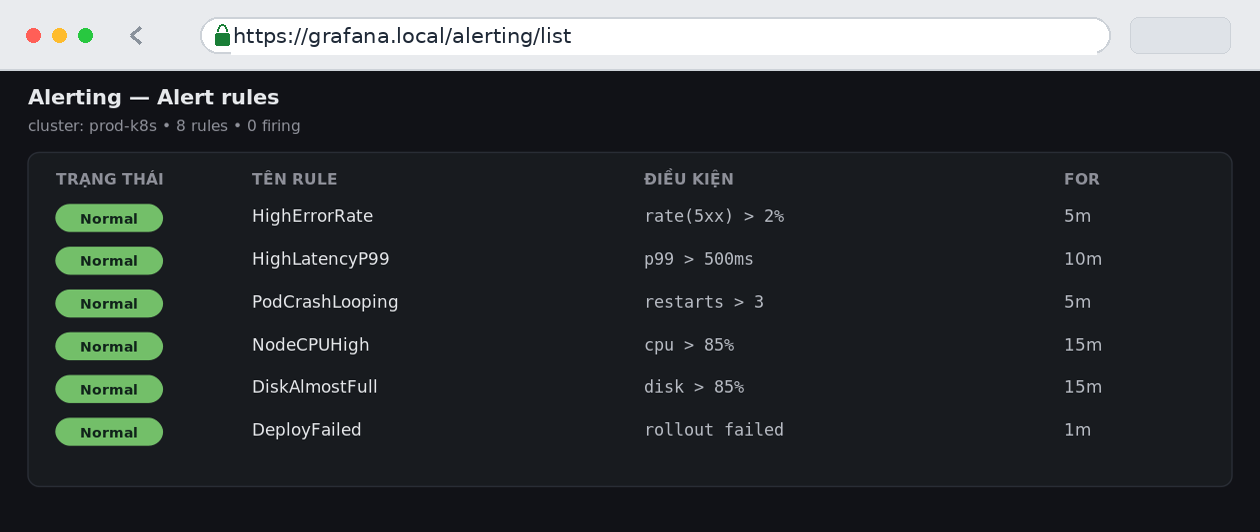 https://grafana.local/alerting/list
Alerting — Alert rules
cluster: prod-k8s • 8 rules • 0 firing
TRẠNG THÁI TÊN RULE ĐIỀU KIỆN FOR
Normal HighErrorRate rate(5xx) > 2% 5m
Normal HighLatencyP99 p99 > 500ms 10m
Normal PodCrashLooping restarts > 3 5m
Normal NodeCPUHigh cpu > 85% 15m
Normal DiskAlmostFull disk > 85% 15m
Normal DeployFailed rollout failed 1m